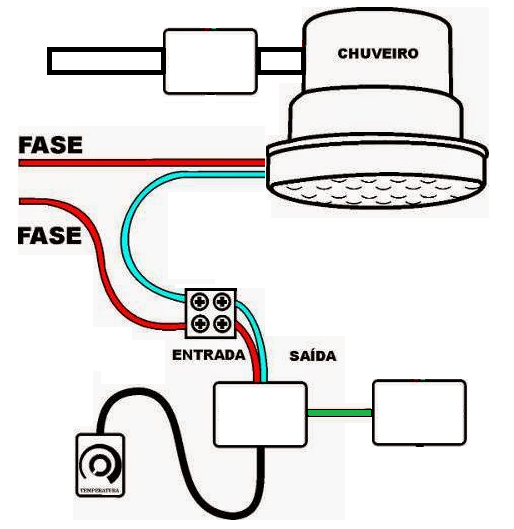 CHUVEIRO
FASE
FASE
ENTRADA
SAÍDA
TEMPERATURA